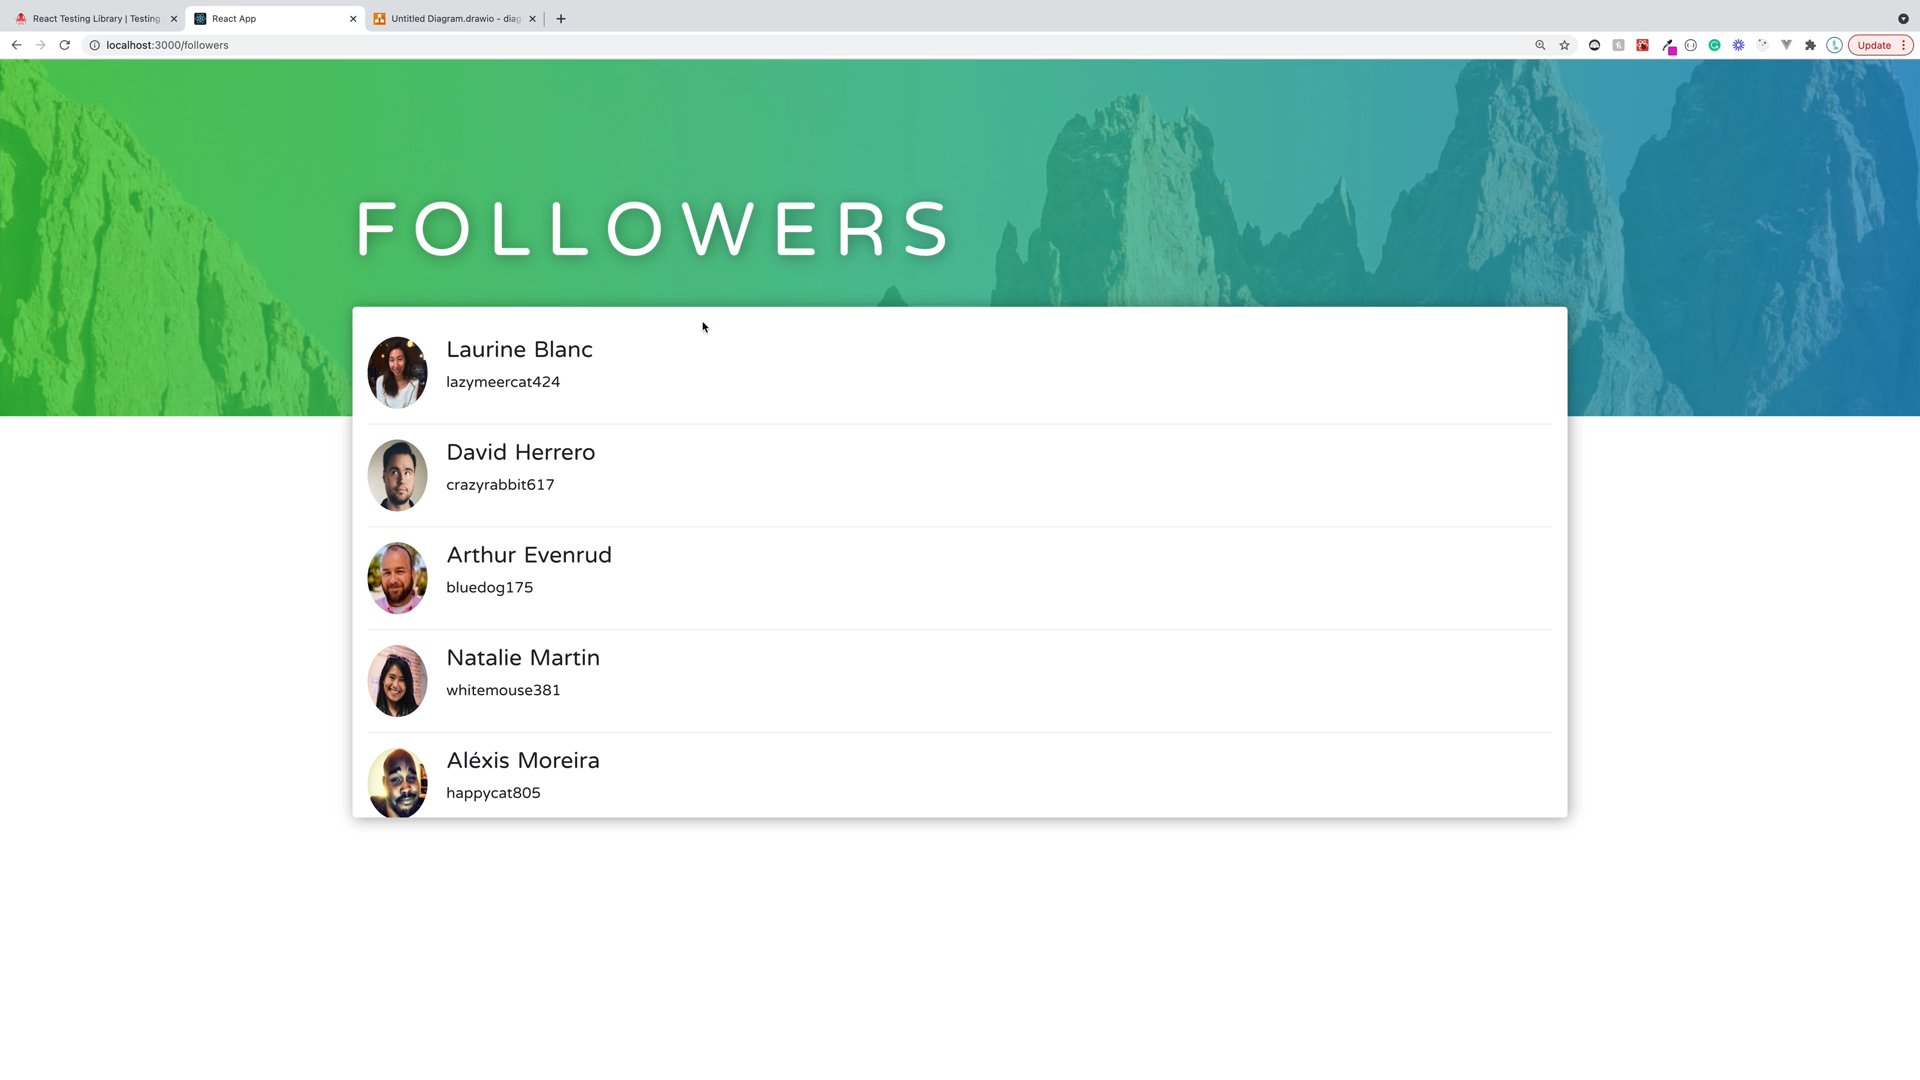 React Testing Library | Testing
React App
Untitled Diagram.drawio - diag
localhost:3000/followers
Update
FOLLOWERS
Laurine Blanc
lazymeercat424
David Herrero
crazyrabbit617
Arthur Evenrud
bluedog175
Natalie Martin
whitemouse381
Aléxis Moreira
happycat805